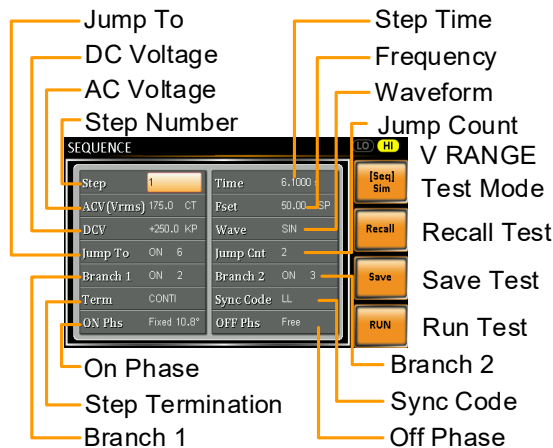 Jump To
DC Voltage
AC Voltage
Step Number
Step Time
Frequency
Waveform
Jump Count
SEQUENCE
LO HI
V RANGE
Step 1 Time 6.1000 s
ACV(Vrms) 175.0 CT Fset 50.00 SP
DCV +250.0 KP Wave SIN
Jump To ON 6 Jump Cnt 2
Branch 1 ON 2 Branch 2 ON 3
Term CONTI Sync Code LL
ON Phs Fixed 10.8° OFF Phs Free
[Seq]
Sim
Test Mode
Recall Recall Test
Save Save Test
RUN Run Test
On Phase
Step Termination
Branch 1
Branch 2
Sync Code
Off Phase